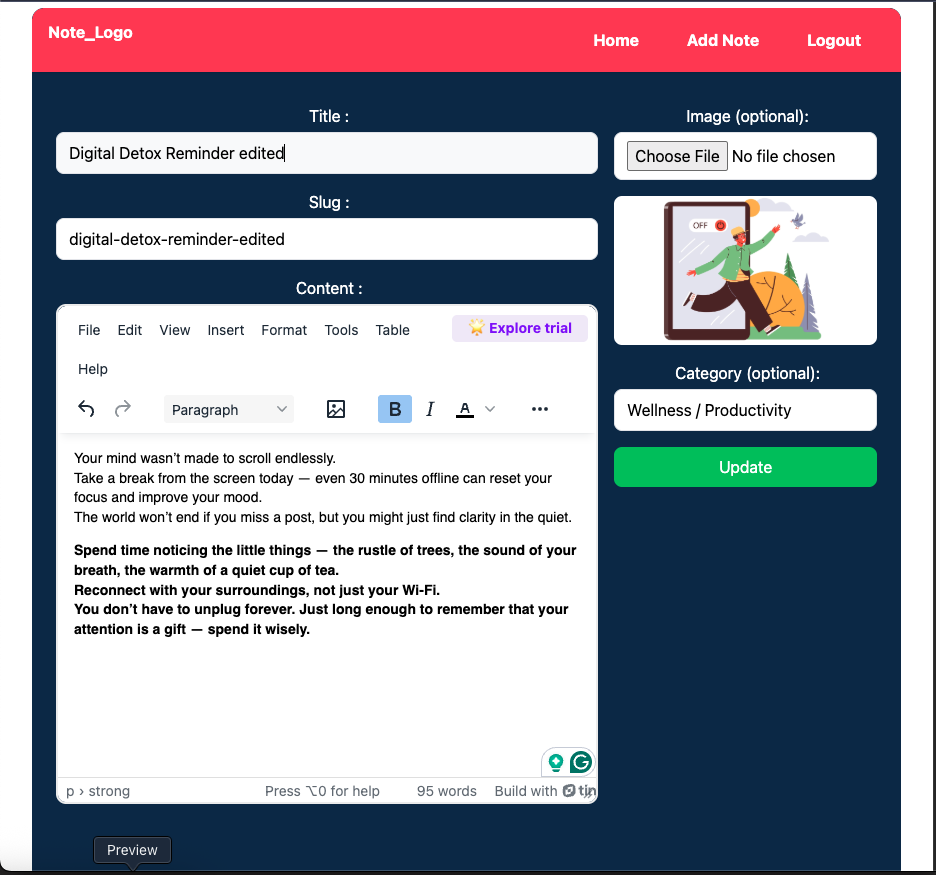 Note_Logo
Home Add Note Logout
Title :
Digital Detox Reminder edited
Slug :
digital-detox-reminder-edited
Content :
File Edit View Insert Format Tools Table Explore trial
Help
Paragraph B I A
Your mind wasn’t made to scroll endlessly.
Take a break from the screen today — even 30 minutes offline can reset your
focus and improve your mood.
The world won’t end if you miss a post, but you might just find clarity in the quiet.
Spend time noticing the little things — the rustle of trees, the sound of your
breath, the warmth of a quiet cup of tea.
Reconnect with your surroundings, not just your Wi-Fi.
You don’t have to unplug forever. Just long enough to remember that your
attention is a gift — spend it wisely.
p › strong Press ⌥0 for help 95 words Build with tin
Image (optional):
Choose File No file chosen
OFF
Category (optional):
Wellness / Productivity
Update
Preview